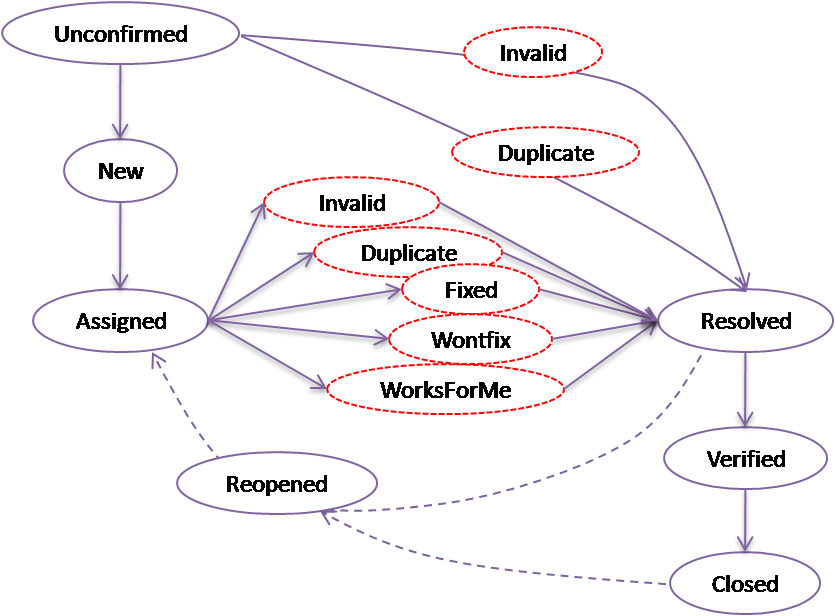 Unconfirmed
Invalid
Duplicate
New
Invalid
Duplicate
Fixed
Assigned
Resolved
Wontfix
WorksForMe
Verified
Reopened
Closed